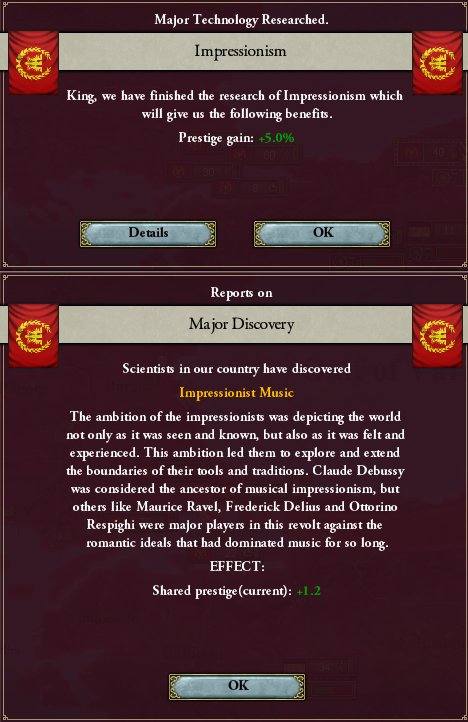 Major Technology Researched.
Impressionism
King, we have finished the research of Impressionism which
will give us the following benefits.
Prestige gain: +5.0%
Details
OK
Reports on
Major Discovery
Scientists in our country have discovered
Impressionist Music
The ambition of the impressionists was depicting the world
not only as it was seen and known, but also as it was felt and
experienced. This ambition led them to explore and extend
the boundaries of their tools and traditions. Claude Debussy
was considered the ancestor of musical impressionism, but
others like Maurice Ravel, Frederick Delius and Ottorino
Respighi were major players in this revolt against the
romantic ideals that had dominated music for so long.
EFFECT:
Shared prestige(current): +1.2
OK